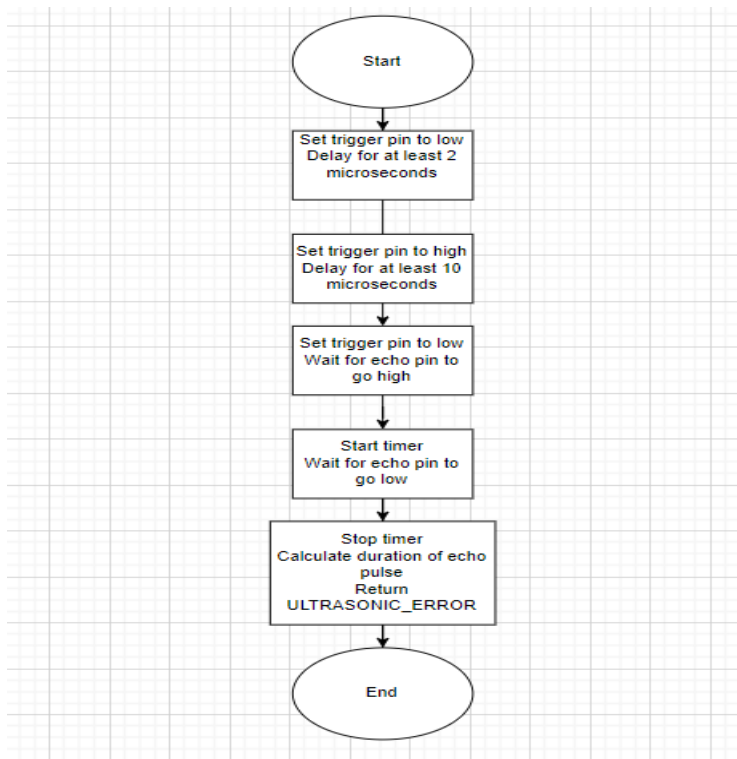 Start
Set trigger pin to low
Delay for at least 2
microseconds
Set trigger pin to high
Delay for at least 10
microseconds
Set trigger pin to low
Wait for echo pin to
go high
Start timer
Wait for echo pin to
go low
Stop timer
Calculate duration of echo
pulse
Return
ULTRASONIC_ERROR
End